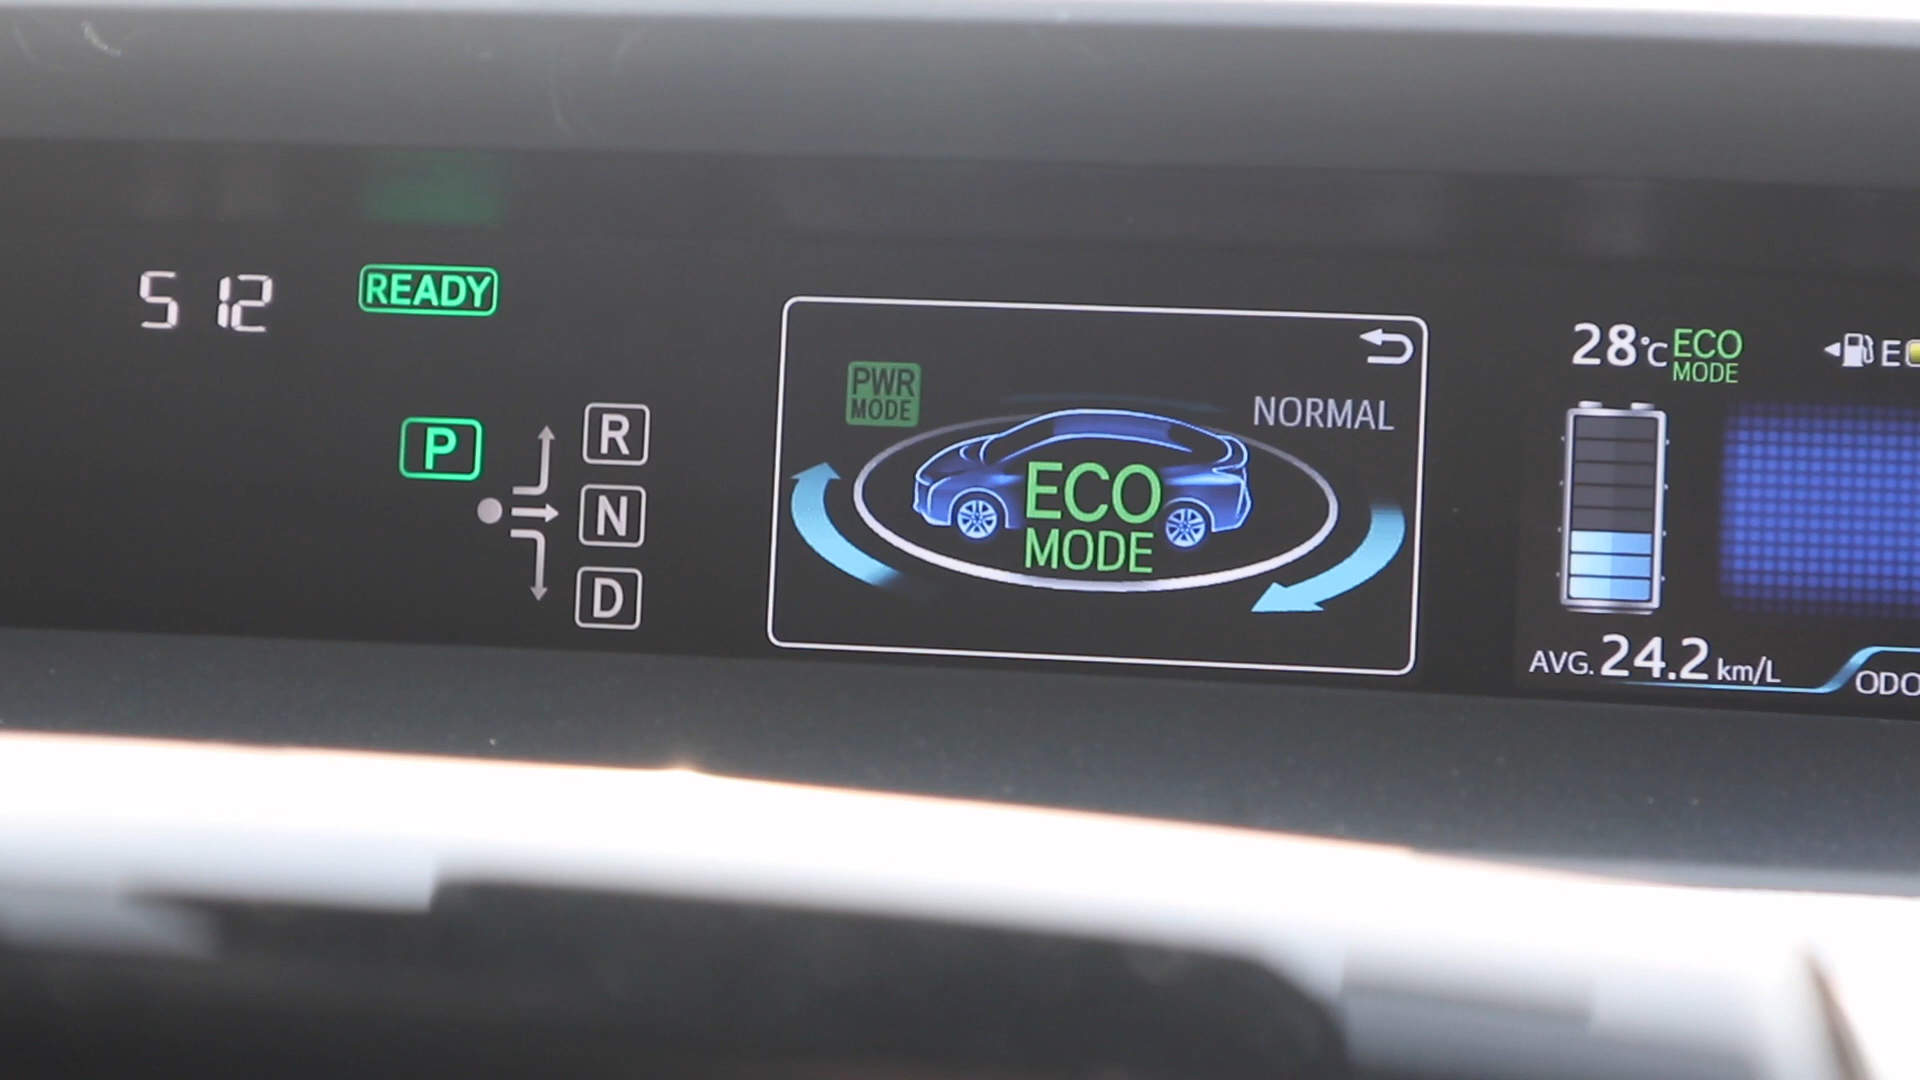 5 12
READY
P
R
N
D
PWR
MODE
NORMAL
ECO
MODE
28°C
ECO
MODE
E
AVG. 24.2 km/L
ODO